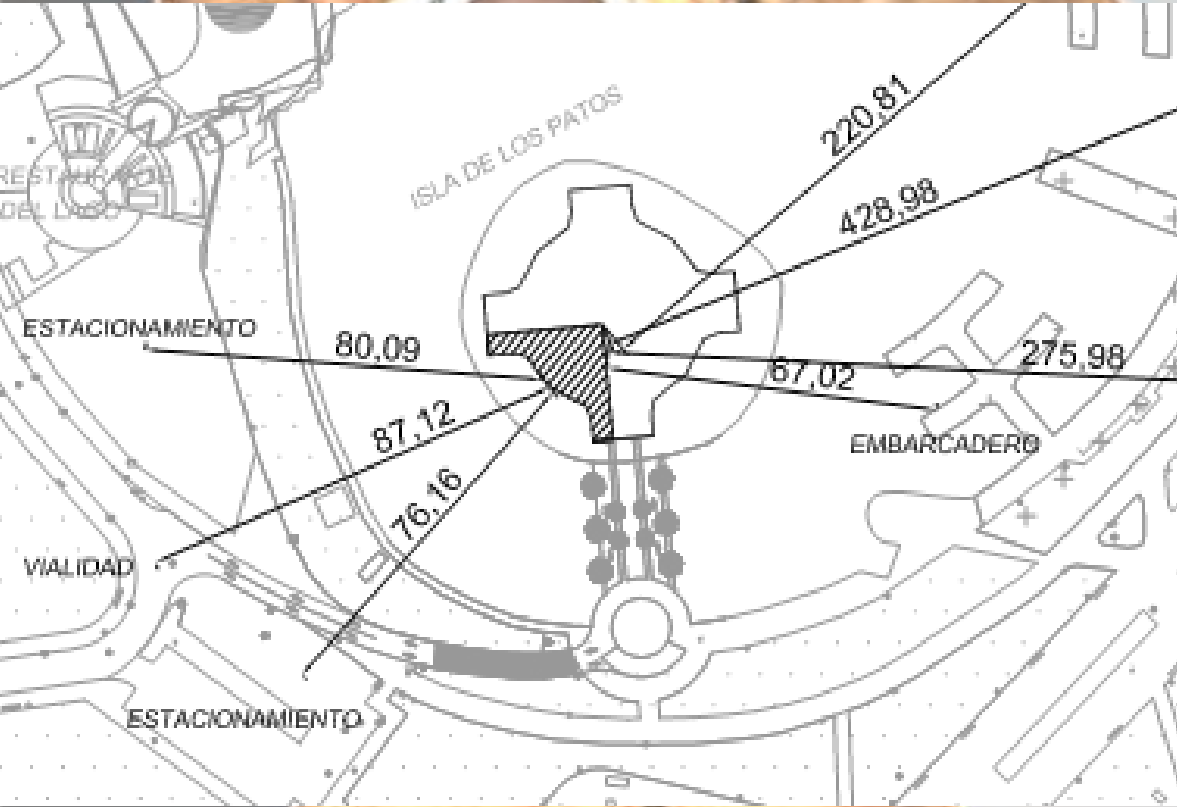 220,81
ISLA DE LOS PATOS
RESTAURANTE
DEL LAGO
428,98
ESTACIONAMIENTO
80,09
275,98
67,02
87,12
EMBARCADERO
76,16
VIALIDAD
ESTACIONAMIENTO